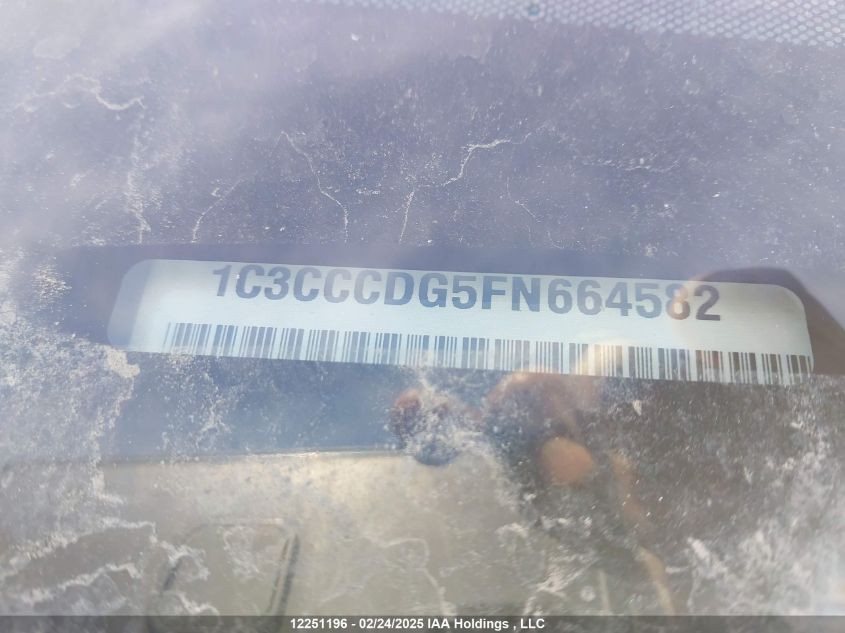 1C3CCCDG5FN664582
12251196 - 02/24/2025 IAA Holdings , LLC